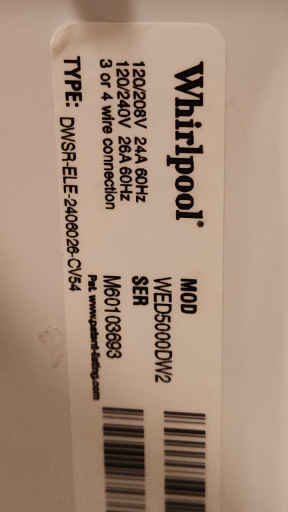 Whirlpool®
120/208V 24A 60Hz
120/240V 26A 60Hz
3 or 4 wire connection
TYPE: DWSR-ELE-2406026-CV54
MOD
WED5000DW2
SER
M60103693
Pat. www.patent-listing.com